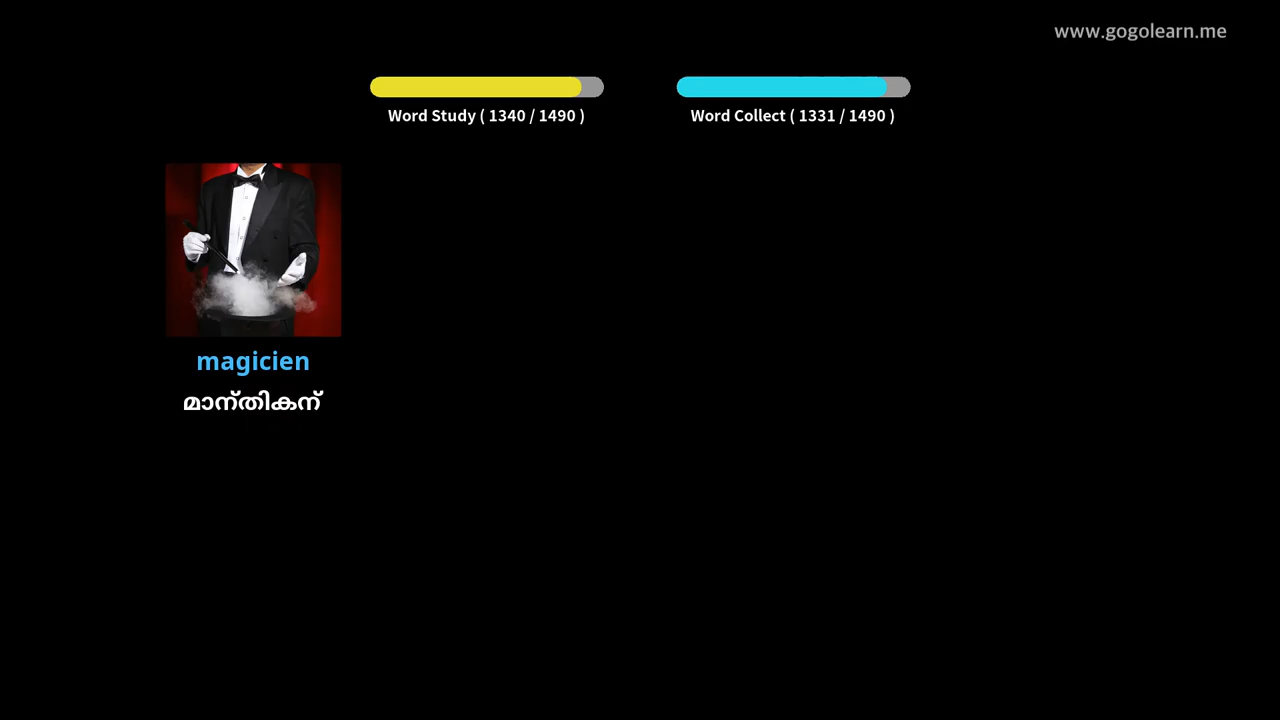 www.gogolearn.me
Word Study ( 1340 / 1490 )
Word Collect ( 1331 / 1490 )
magicien
മാന്തികന്